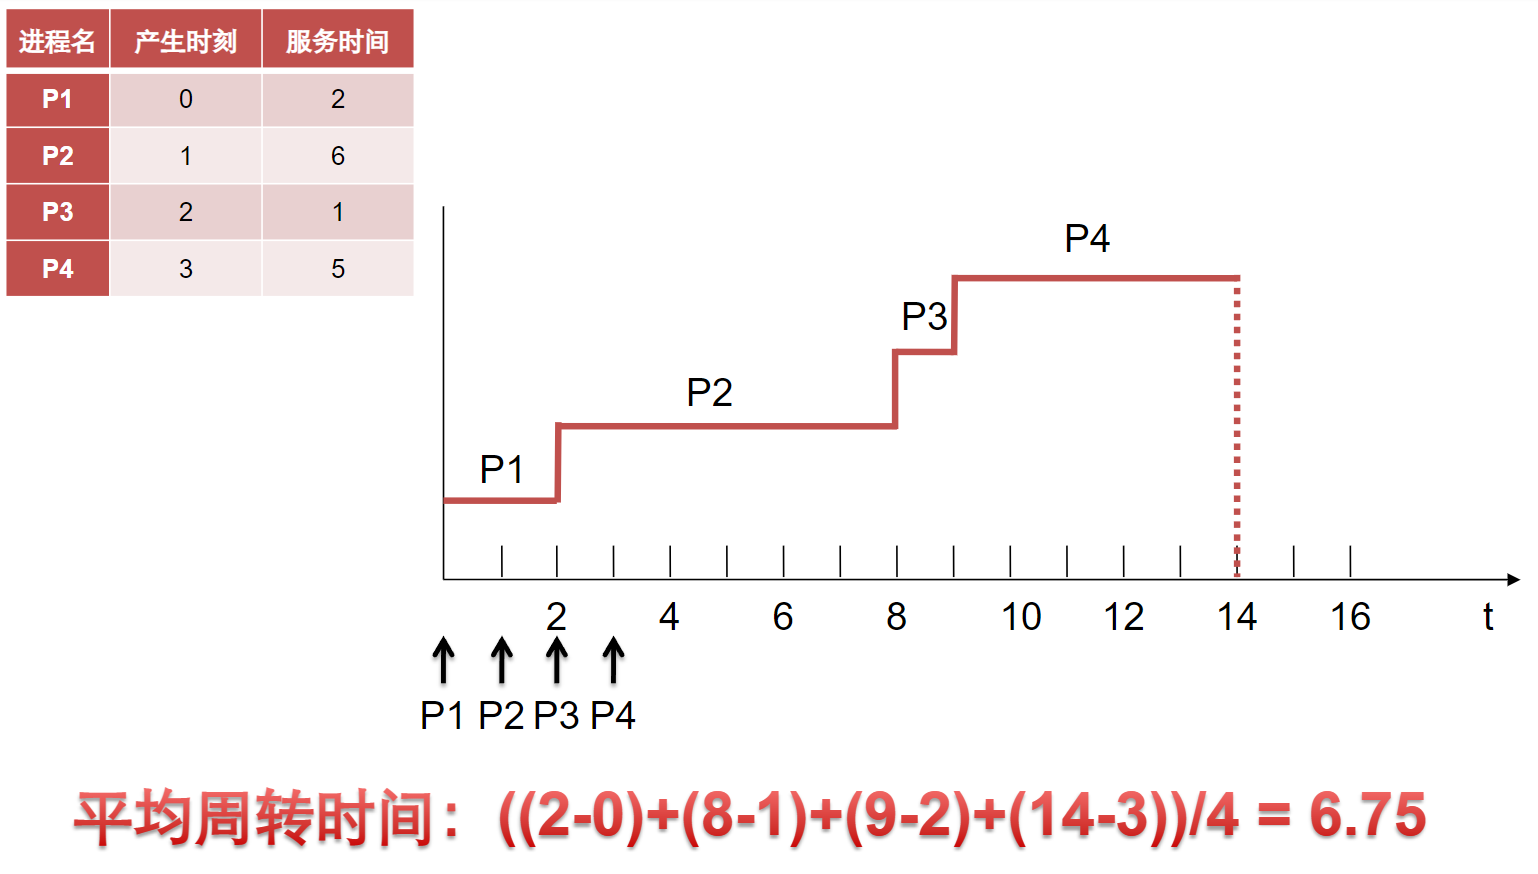 进程名 产生时刻 服务时间
P1 0 2
P2 1 6
P3 2 1
P4 3 5
P4
P3
P2
P1
2 4 6 8 10 12 14 16 t
P1 P2 P3 P4
平均周转时间：((2-0)+(8-1)+(9-2)+(14-3))/4 = 6.75